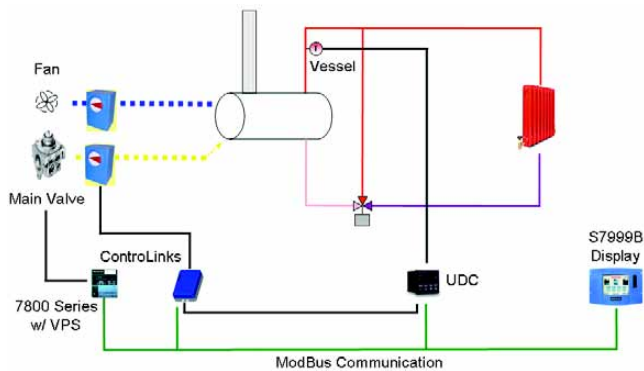 Fan
Vessel
Main Valve
ControLinks
S7999B
Display
UDC
7800 Series
w/ VPS
ModBus Communication